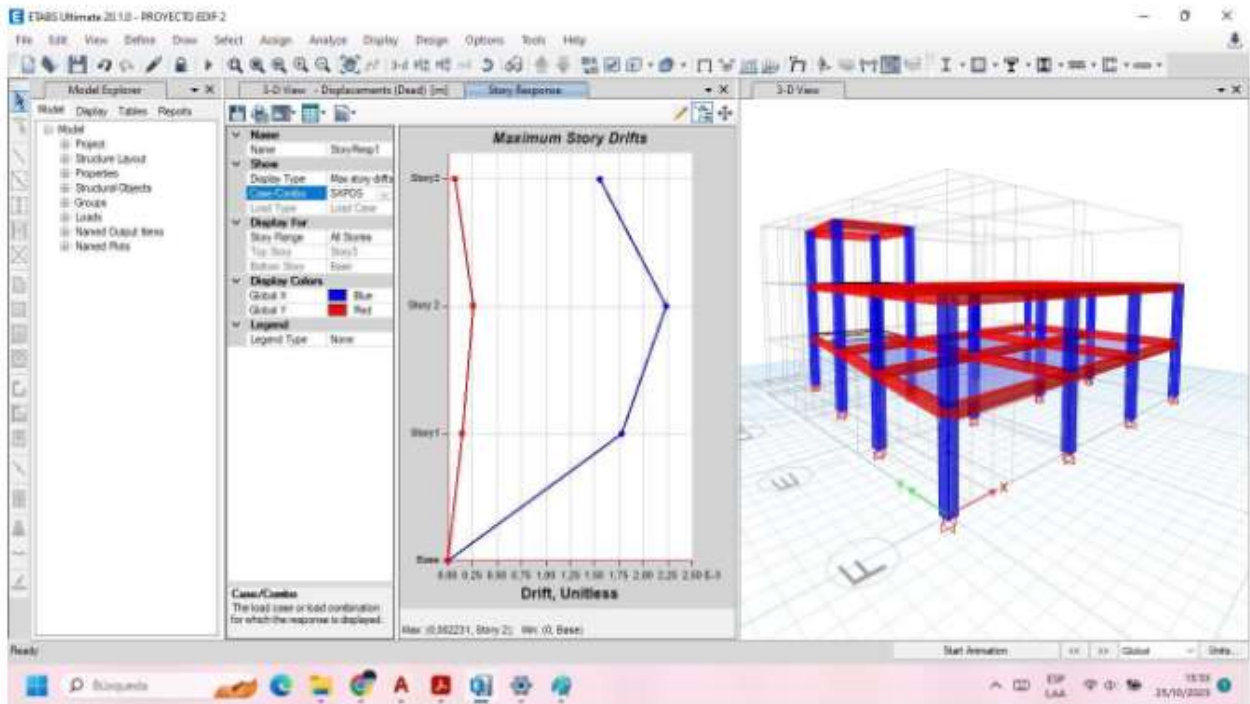 ETABS Ultimate 20.1.0 - PROYECTO EDIF-2
File Edit View Define Draw Select Assign Analyze Display Design Options Tools Help
Model Explorer
3-D View - Displacements (Dead) [m]
Story Response
3-D View
Model Display Tables Reports
Model
Project
Structure Layout
Properties
Structural Objects
Groups
Loads
Named Output Items
Named Plots
Name
Name StoryResp1
Show
Display Type Max story drifts
Case/Combo SXPOS
Load Type Load Case
Display For
Story Range All Stories
Top Story Story3
Bottom Story Base
Display Colors
Global X Blue
Global Y Red
Legend
Legend Type None
Case/Combo
The load case or load combination
for which the response is displayed.
Maximum Story Drifts
Story3
Story 2
Story1
Base
0.00 0.25 0.50 0.75 1.00 1.25 1.50 1.75 2.00 2.25 2.50 E-3
Drift, Unitless
Max: (0.002231, Story 2); Min: (0, Base)
E
E
F
Y
X
Ready
Start Animation
<< >> Global Units...
Búsqueda
ESP
LAA
25/10/2023